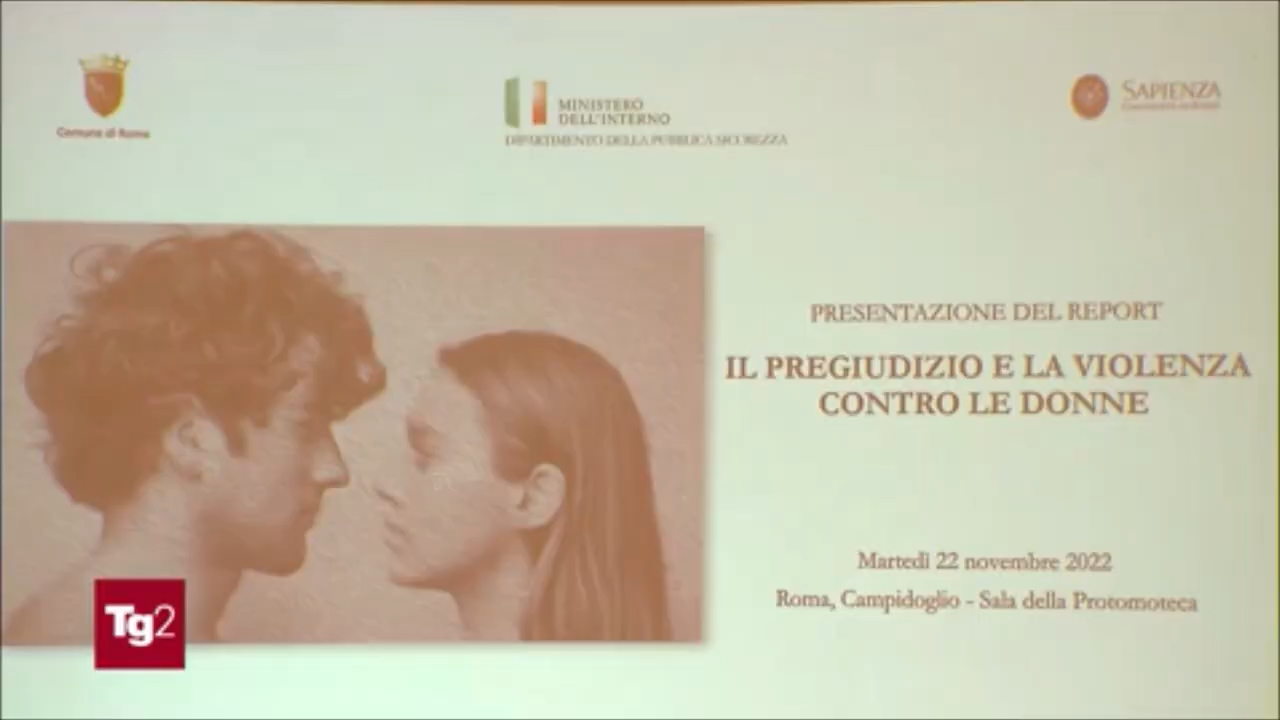 Comune di Roma
MINISTERO
DELL'INTERNO
DIPARTIMENTO DELLA PUBBLICA SICUREZZA
SAPIENZA
PRESENTAZIONE DEL REPORT
IL PREGIUDIZIO E LA VIOLENZA
CONTRO LE DONNE
Martedì 22 novembre 2022
Roma, Campidoglio - Sala della Protomoteca
Tg2